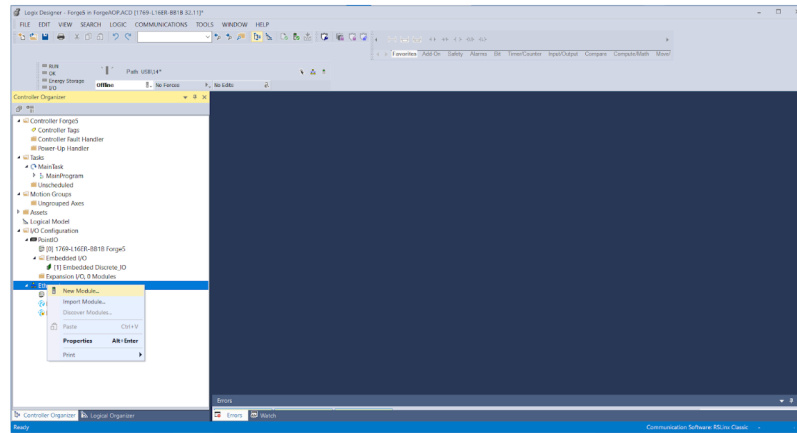 Logix Designer - Forge5 in ForgeAOP.ACD [1769-L16ER-BB1B 32.11]*
FILE EDIT VIEW SEARCH LOGIC COMMUNICATIONS TOOLS WINDOW HELP
Favorites Add-On Safety Alarms Bit Timer/Counter Input/Output Compare Compute/Math Move/
RUN
OK
Energy Storage
I/O
Path: USB\14*
Offline
No Forces
No Edits
Controller Organizer
Controller Forge5
Controller Tags
Controller Fault Handler
Power-Up Handler
Tasks
MainTask
MainProgram
Unscheduled
Motion Groups
Ungrouped Axes
Assets
Logical Model
I/O Configuration
PointIO
[0] 1769-L16ER-BB1B Forge5
Embedded I/O
[1] Embedded Discrete_IO
Expansion I/O, 0 Modules
New Module...
Import Module...
Discover Modules...
Paste Ctrl+V
Properties Alt+Enter
Print
Errors
Controller Organizer Logical Organizer
Errors Watch
Ready
Communication Software: RSLinx Classic